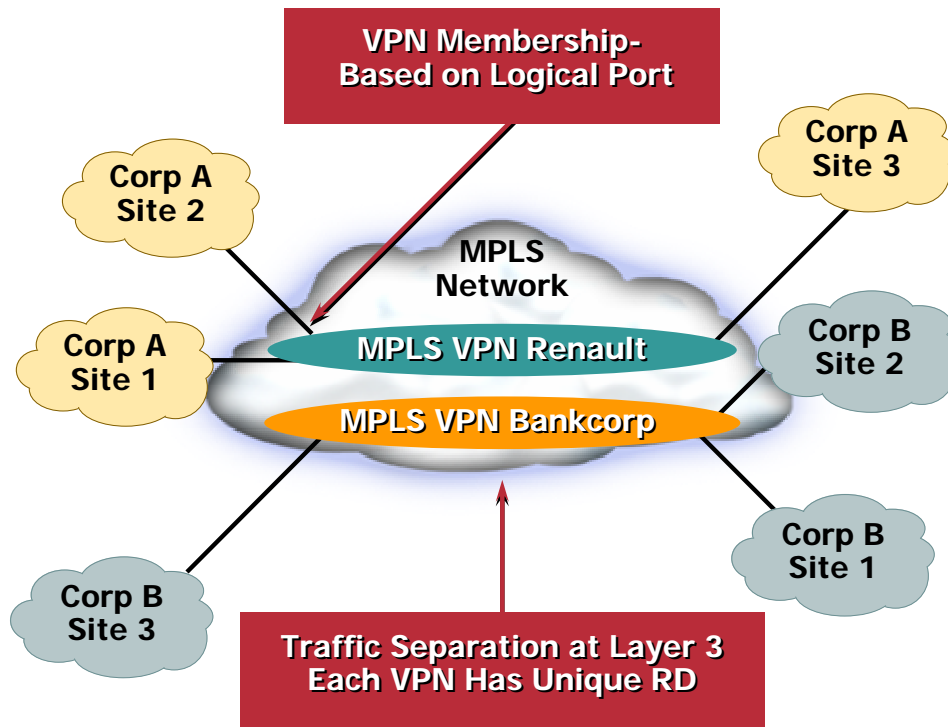 VPN Membership-
Based on Logical Port
Corp A
Site 2
Corp A
Site 3
MPLS
Network
MPLS VPN Renault
Corp A
Site 1
Corp B
Site 2
MPLS VPN Bankcorp
Corp B
Site 1
Corp B
Site 3
Traffic Separation at Layer 3
Each VPN Has Unique RD